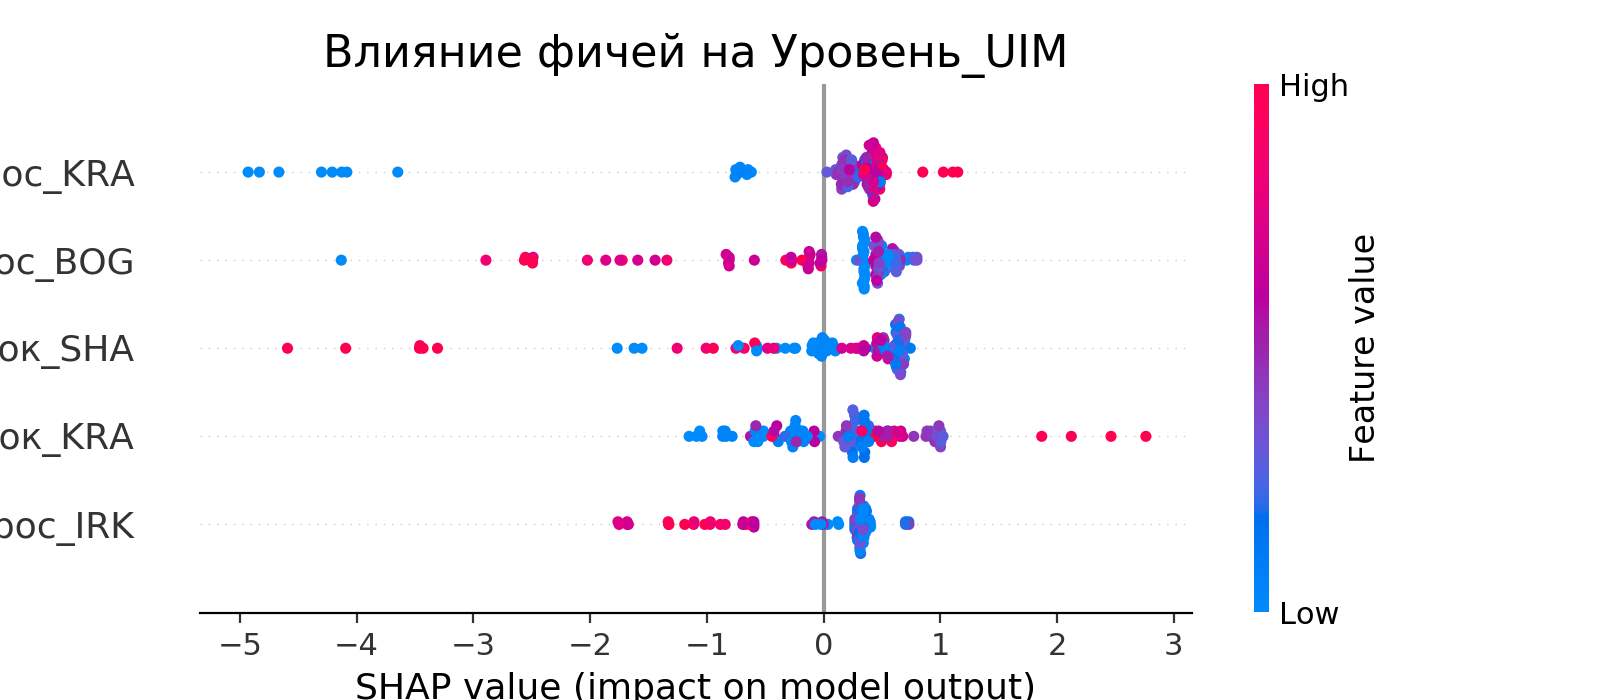 Влияние фичей на Уровень_UIM
High
ос_KRA
ос_BOG
ок_SHA
ок_KRA
рос_IRK
Feature value
Low
−5 −4 −3 −2 −1 0 1 2 3
SHAP value (impact on model output)